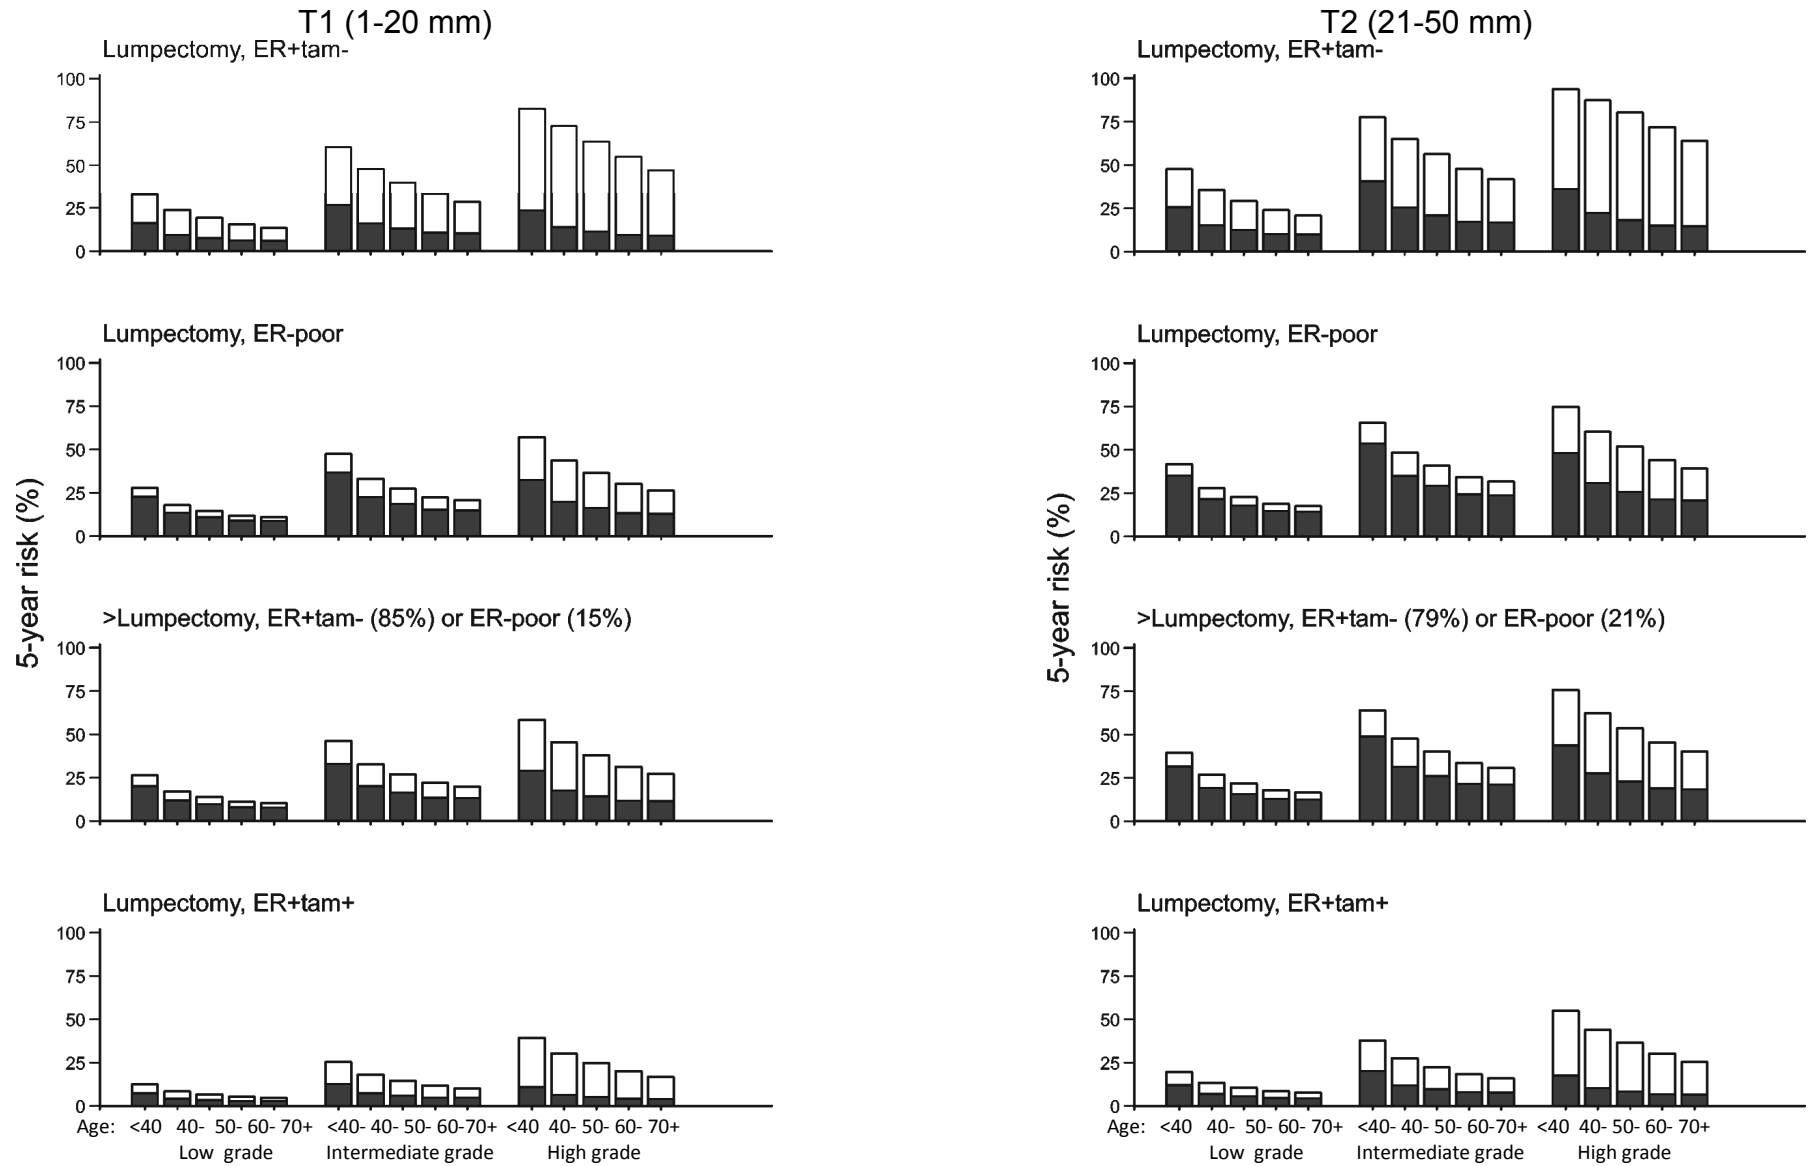 T1 (1-20 mm)
Lumpectomy, ER+tam-
100
75
50
25
0
Lumpectomy, ER-poor
100
75
50
25
0
>Lumpectomy, ER+tam- (85%) or ER-poor (15%)
100
75
50
25
0
Lumpectomy, ER+tam+
100
75
50
25
0
5-year risk (%)
Age: <40 40- 50- 60- 70+ <40- 40- 50- 60-70+ <40 40- 50- 60- 70+
Low grade Intermediate grade High grade
T2 (21-50 mm)
Lumpectomy, ER+tam-
100
75
50
25
0
Lumpectomy, ER-poor
100
75
50
25
0
>Lumpectomy, ER+tam- (79%) or ER-poor (21%)
100
75
50
25
0
Lumpectomy, ER+tam+
100
75
50
25
0
5-year risk (%)
Age: <40 40- 50- 60- 70+ <40- 40- 50- 60-70+ <40 40- 50- 60- 70+
Low grade Intermediate grade High grade